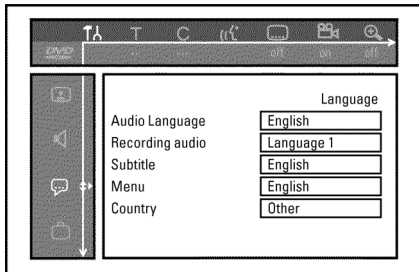 T C
DVD -- --- off on off
Language
Audio Language English
Recording audio Language 1
Subtitle English
Menu English
Country Other